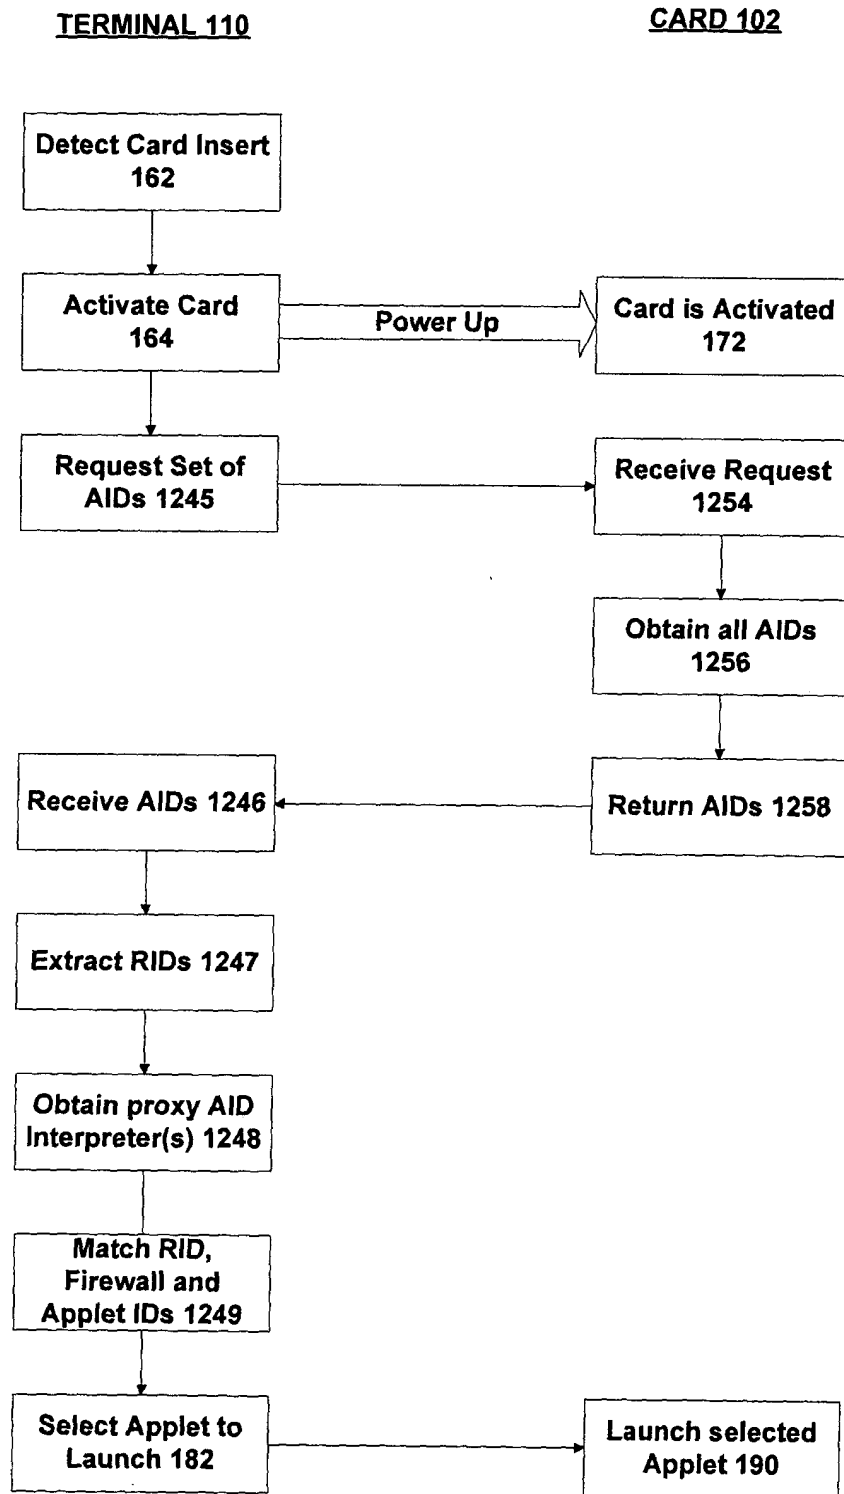 TERMINAL 110
CARD 102
Detect Card Insert
162
Activate Card
164
Power Up
Card is Activated
172
Request Set of
AIDs 1245
Receive Request
1254
Obtain all AIDs
1256
Receive AIDs 1246
Return AIDs 1258
Extract RIDs 1247
Obtain proxy AID
Interpreter(s) 1248
Match RID,
Firewall and
Applet IDs 1249
Select Applet to
Launch 182
Launch selected
Applet 190